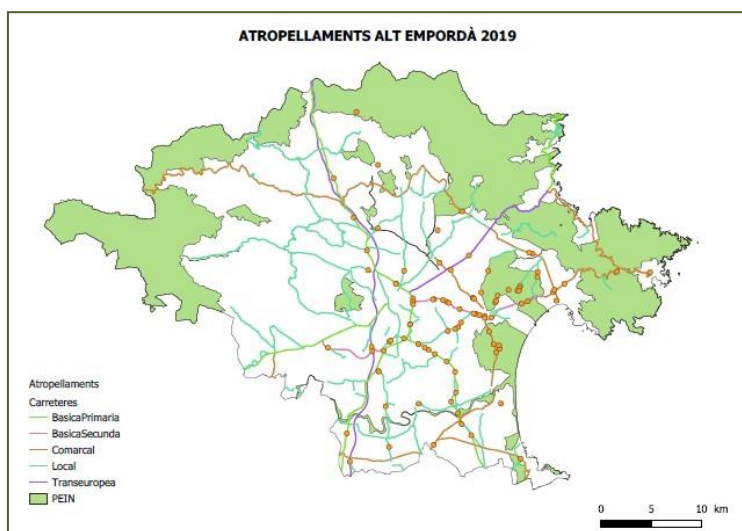 ATROPELLAMENTS ALT EMPORDÀ 2019
Atropellaments
Carreteres
BasicaPrimaria
BasicaSecunda
Comarcal
Local
Transeuropea
PEIN
0 5 10 km